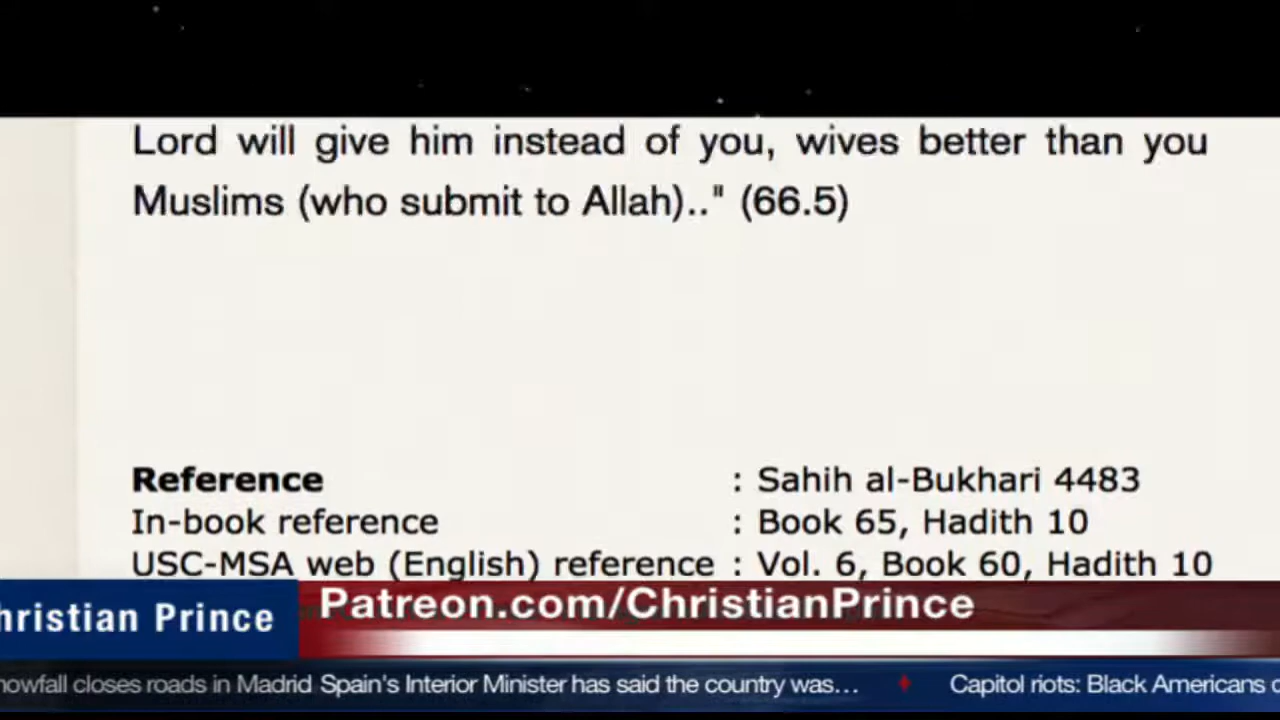 Lord will give him instead of you, wives better than you
Muslims (who submit to Allah).." (66.5)
Reference : Sahih al-Bukhari 4483
In-book reference : Book 65, Hadith 10
USC-MSA web (English) reference : Vol. 6, Book 60, Hadith 10
hristian Prince
Patreon.com/ChristianPrince
nowfall closes roads in Madrid Spain's Interior Minister has said the country was... ♦ Capitol riots: Black Americans